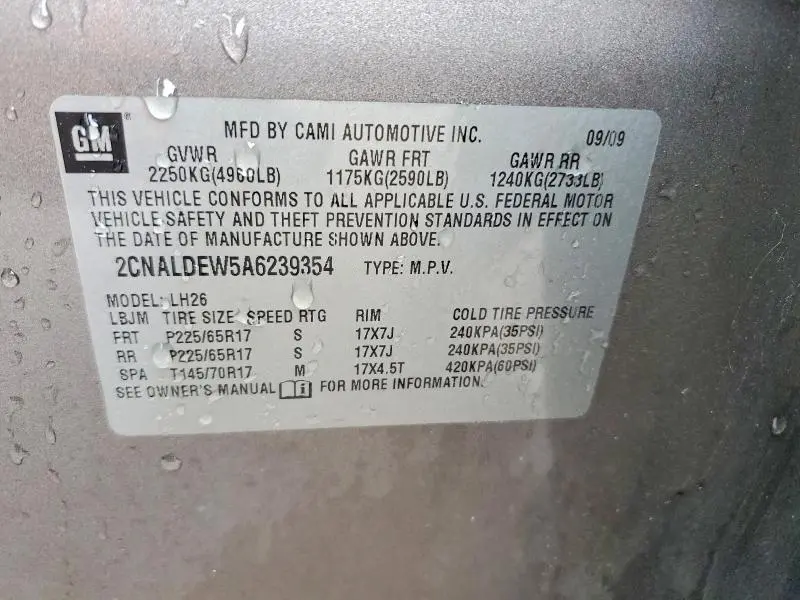 GM ®
MFD BY CAMI AUTOMOTIVE INC. 09/09
GVWR GAWR FRT GAWR RR
2250KG(4960LB) 1175KG(2590LB) 1240KG(2733LB)
THIS VEHICLE CONFORMS TO ALL APPLICABLE U.S. FEDERAL MOTOR
VEHICLE SAFETY AND THEFT PREVENTION STANDARDS IN EFFECT ON
THE DATE OF MANUFACTURE SHOWN ABOVE.
2CNALDEW5A6239354 TYPE: M.P.V.
MODEL: LH26
LBJM TIRE SIZE SPEED RTG RIM COLD TIRE PRESSURE
FRT P225/65R17 S 17X7J 240KPA(35PSI)
RR P225/65R17 S 17X7J 240KPA(35PSI)
SPA T145/70R17 M 17X4.5T 420KPA(60PSI)
SEE OWNER'S MANUAL i FOR MORE INFORMATION.